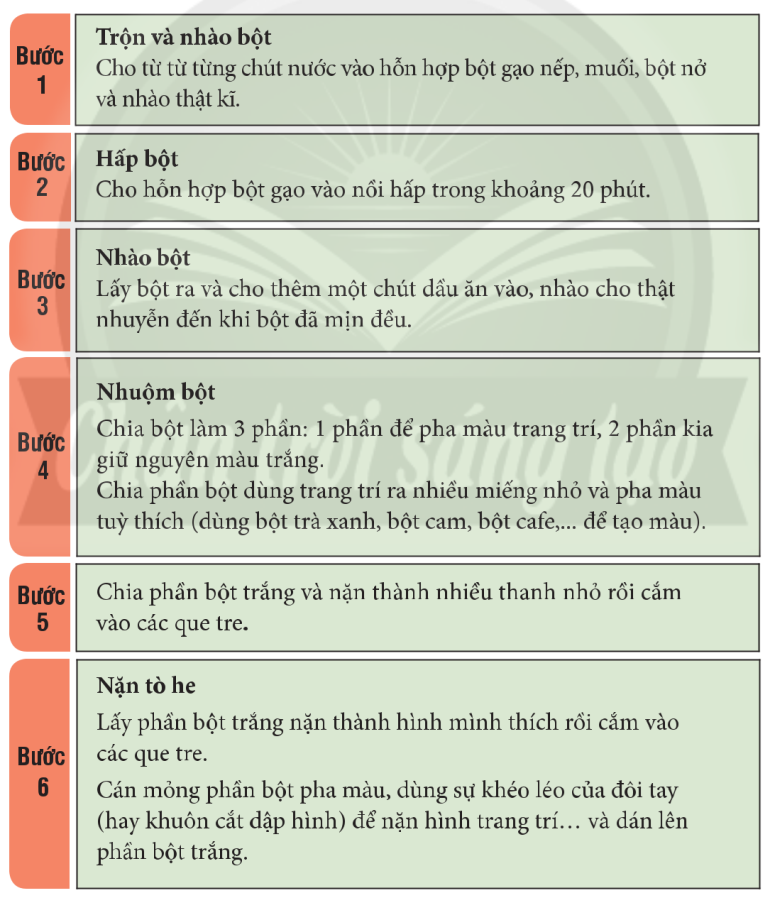 Bước
1
Trộn và nhào bột
Cho từ từ từng chút nước vào hỗn hợp bột gạo nếp, muối, bột nở
và nhào thật kĩ.
Bước
2
Hấp bột
Cho hỗn hợp bột gạo vào nồi hấp trong khoảng 20 phút.
Bước
3
Nhào bột
Lấy bột ra và cho thêm một chút dầu ăn vào, nhào cho thật
nhuyễn đến khi bột đã mịn đều.
Bước
4
Nhuộm bột
Chia bột làm 3 phần: 1 phần để pha màu trang trí, 2 phần kia
giữ nguyên màu trắng.
Chia phần bột dùng trang trí ra nhiều miếng nhỏ và pha màu
tuỳ thích (dùng bột trà xanh, bột cam, bột cafe,... để tạo màu).
Chân trời sáng tạo
Bước
5
Chia phần bột trắng và nặn thành nhiều thanh nhỏ rồi cắm
vào các que tre.
Bước
6
Nặn tò he
Lấy phần bột trắng nặn thành hình mình thích rồi cắm vào
các que tre.
Cán mỏng phần bột pha màu, dùng sự khéo léo của đôi tay
(hay khuôn cắt dập hình) để nặn hình trang trí… và dán lên
phần bột trắng.